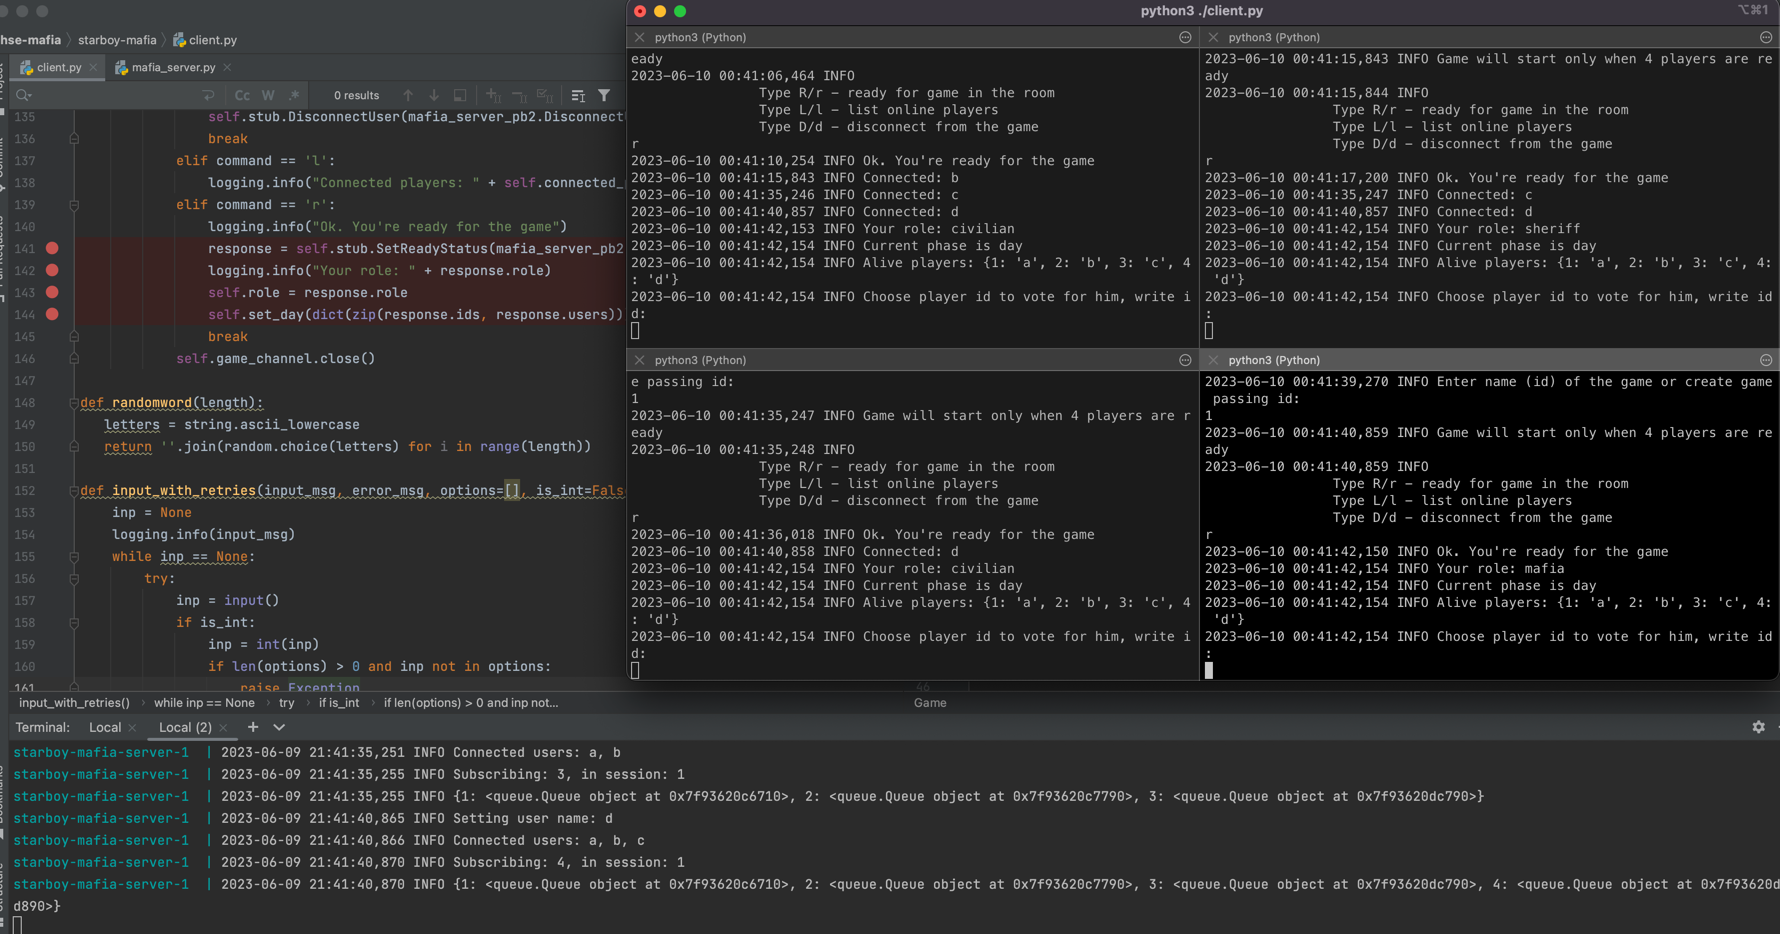 hse-mafia
starboy-mafia
client.py
client.py
mafia_server.py
Cc
W
.*
0 results
135 self.stub.DisconnectUser(mafia_server_pb2.Disconnect
136 break
137 elif command == 'l':
138 logging.info("Connected players: " + self.connected_
139 elif command == 'r':
140 logging.info("Ok. You're ready for the game")
141 response = self.stub.SetReadyStatus(mafia_server_pb2
142 logging.info("Your role: " + response.role)
143 self.role = response.role
144 self.set_day(dict(zip(response.ids, response.users))
145 break
146 self.game_channel.close()
147
148 def randomword(length):
149 letters = string.ascii_lowercase
150 return ''.join(random.choice(letters) for i in range(length))
151
152 def input_with_retries(input_msg, error_msg, options=[], is_int=Fals
153 inp = None
154 logging.info(input_msg)
155 while inp == None:
156 try:
157 inp = input()
158 if is_int:
159 inp = int(inp)
160 if len(options) > 0 and inp not in options:
161 raise Exception
input_with_retries()
while inp == None
try
if is_int
if len(options) > 0 and inp not...
python3 ./client.py
⌥⌘1
python3 (Python)
eady
2023-06-10 00:41:06,464 INFO
Type R/r - ready for game in the room
Type L/l - list online players
Type D/d - disconnect from the game
r
2023-06-10 00:41:10,254 INFO Ok. You're ready for the game
2023-06-10 00:41:15,843 INFO Connected: b
2023-06-10 00:41:35,246 INFO Connected: c
2023-06-10 00:41:40,857 INFO Connected: d
2023-06-10 00:41:42,153 INFO Your role: civilian
2023-06-10 00:41:42,154 INFO Current phase is day
2023-06-10 00:41:42,154 INFO Alive players: {1: 'a', 2: 'b', 3: 'c', 4
: 'd'}
2023-06-10 00:41:42,154 INFO Choose player id to vote for him, write i
d:
python3 (Python)
2023-06-10 00:41:15,843 INFO Game will start only when 4 players are re
ady
2023-06-10 00:41:15,844 INFO
Type R/r - ready for game in the room
Type L/l - list online players
Type D/d - disconnect from the game
r
2023-06-10 00:41:17,200 INFO Ok. You're ready for the game
2023-06-10 00:41:35,247 INFO Connected: c
2023-06-10 00:41:40,857 INFO Connected: d
2023-06-10 00:41:42,154 INFO Your role: sheriff
2023-06-10 00:41:42,154 INFO Current phase is day
2023-06-10 00:41:42,154 INFO Alive players: {1: 'a', 2: 'b', 3: 'c', 4:
'd'}
2023-06-10 00:41:42,154 INFO Choose player id to vote for him, write id
:
python3 (Python)
e passing id:
1
2023-06-10 00:41:35,247 INFO Game will start only when 4 players are r
eady
2023-06-10 00:41:35,248 INFO
Type R/r - ready for game in the room
Type L/l - list online players
Type D/d - disconnect from the game
r
2023-06-10 00:41:36,018 INFO Ok. You're ready for the game
2023-06-10 00:41:40,858 INFO Connected: d
2023-06-10 00:41:42,154 INFO Your role: civilian
2023-06-10 00:41:42,154 INFO Current phase is day
2023-06-10 00:41:42,154 INFO Alive players: {1: 'a', 2: 'b', 3: 'c', 4
: 'd'}
2023-06-10 00:41:42,154 INFO Choose player id to vote for him, write i
d:
python3 (Python)
2023-06-10 00:41:39,270 INFO Enter name (id) of the game or create game
passing id:
1
2023-06-10 00:41:40,859 INFO Game will start only when 4 players are re
ady
2023-06-10 00:41:40,859 INFO
Type R/r - ready for game in the room
Type L/l - list online players
Type D/d - disconnect from the game
r
2023-06-10 00:41:42,150 INFO Ok. You're ready for the game
2023-06-10 00:41:42,154 INFO Your role: mafia
2023-06-10 00:41:42,154 INFO Current phase is day
2023-06-10 00:41:42,154 INFO Alive players: {1: 'a', 2: 'b', 3: 'c', 4:
'd'}
2023-06-10 00:41:42,154 INFO Choose player id to vote for him, write id
:
46
Game
Terminal:
Local
Local (2)
starboy-mafia-server-1 | 2023-06-09 21:41:35,251 INFO Connected users: a, b
starboy-mafia-server-1 | 2023-06-09 21:41:35,255 INFO Subscribing: 3, in session: 1
starboy-mafia-server-1 | 2023-06-09 21:41:35,255 INFO {1: <queue.Queue object at 0x7f93620c6710>, 2: <queue.Queue object at 0x7f93620c7790>, 3: <queue.Queue object at 0x7f93620dc790>}
starboy-mafia-server-1 | 2023-06-09 21:41:40,865 INFO Setting user name: d
starboy-mafia-server-1 | 2023-06-09 21:41:40,866 INFO Connected users: a, b, c
starboy-mafia-server-1 | 2023-06-09 21:41:40,870 INFO Subscribing: 4, in session: 1
starboy-mafia-server-1 | 2023-06-09 21:41:40,870 INFO {1: <queue.Queue object at 0x7f93620c6710>, 2: <queue.Queue object at 0x7f93620c7790>, 3: <queue.Queue object at 0x7f93620dc790>, 4: <queue.Queue object at 0x7f93620d
d890>}